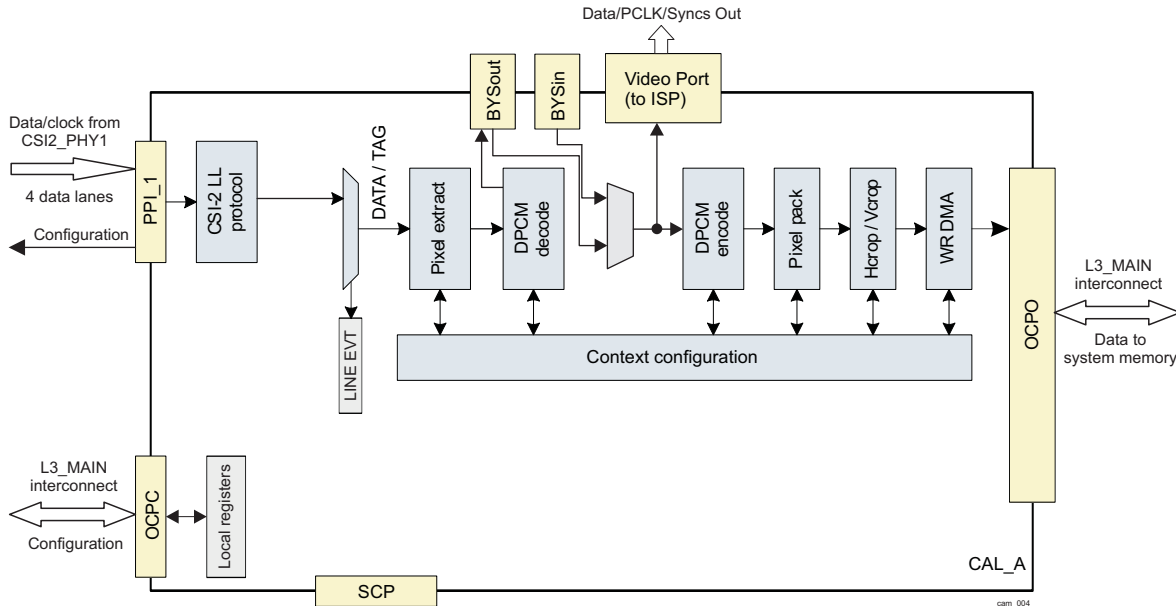 Data/PCLK/Syncs Out
BYSout
BYSin
Video Port
(to ISP)
Data/clock from
CSI2_PHY1
4 data lanes
Configuration
PPI_1
CSI-2 LL
protocol
DATA / TAG
LINE EVT
Pixel extract
DPCM
decode
DPCM
encode
Pixel pack
Hcrop / Vcrop
WR DMA
Context configuration
OCPO
L3_MAIN
interconnect
Data to
system memory
L3_MAIN
interconnect
Configuration
OCPC
Local registers
SCP
CAL_A
cam_004